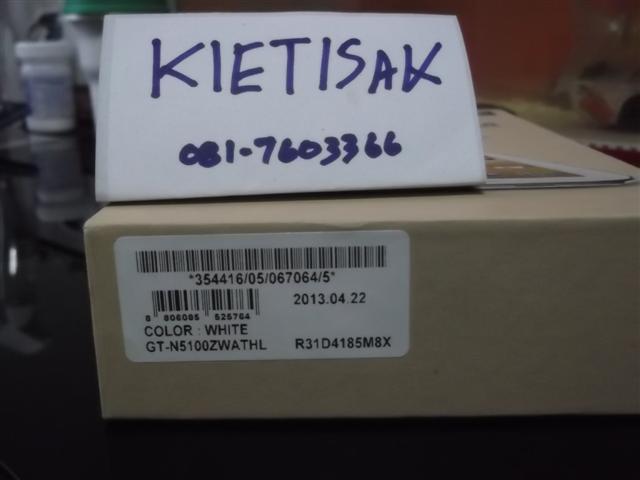 KIETISAK
081-7603366
*354416/05/067064/5*
2013.04.22
8 806085 525764
COLOR : WHITE
GT-N5100ZWATHL R31D4185M8X